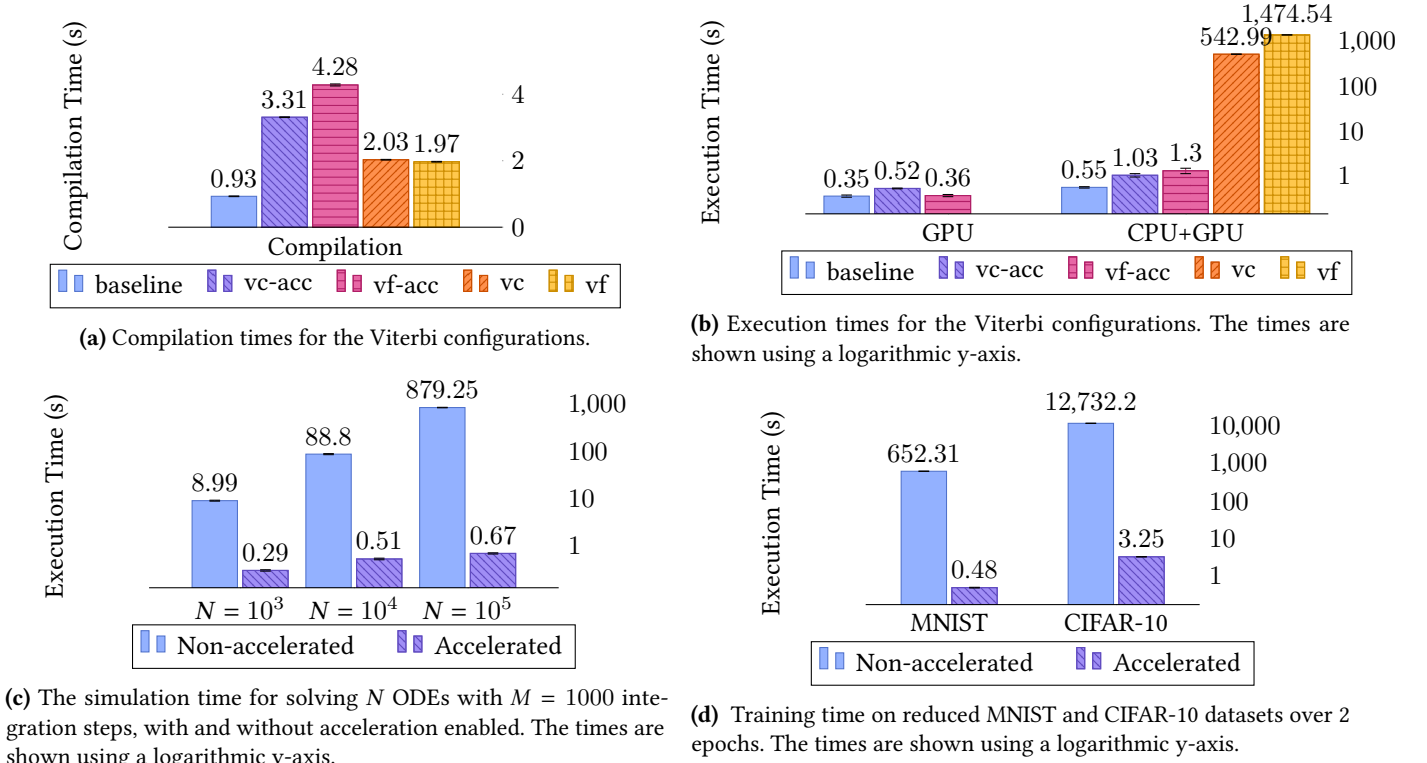 Compilation Time (s)
4.28
3.31
2.03
1.97
0.93
4
2
0
Compilation
baseline vc-acc vf-acc vc vf
(a) Compilation times for the Viterbi configurations.
Execution Time (s)
1,474.54
542.99
0.35
0.52
0.36
0.55
1.03
1.3
1,000
100
10
1
GPU CPU+GPU
baseline vc-acc vf-acc vc vf
(b) Execution times for the Viterbi configurations. The times are
shown using a logarithmic y-axis.
Execution Time (s)
879.25
88.8
8.99
0.29
0.51
0.67
1,000
100
10
1
N = 10³ N = 10⁴ N = 10⁵
Non-accelerated Accelerated
(c) The simulation time for solving N ODEs with M = 1000 inte-
gration steps, with and without acceleration enabled. The times are
shown using a logarithmic y-axis.
Execution Time (s)
12,732.2
652.31
3.25
0.48
10,000
1,000
100
10
1
MNIST CIFAR-10
Non-accelerated Accelerated
(d) Training time on reduced MNIST and CIFAR-10 datasets over 2
epochs. The times are shown using a logarithmic y-axis.